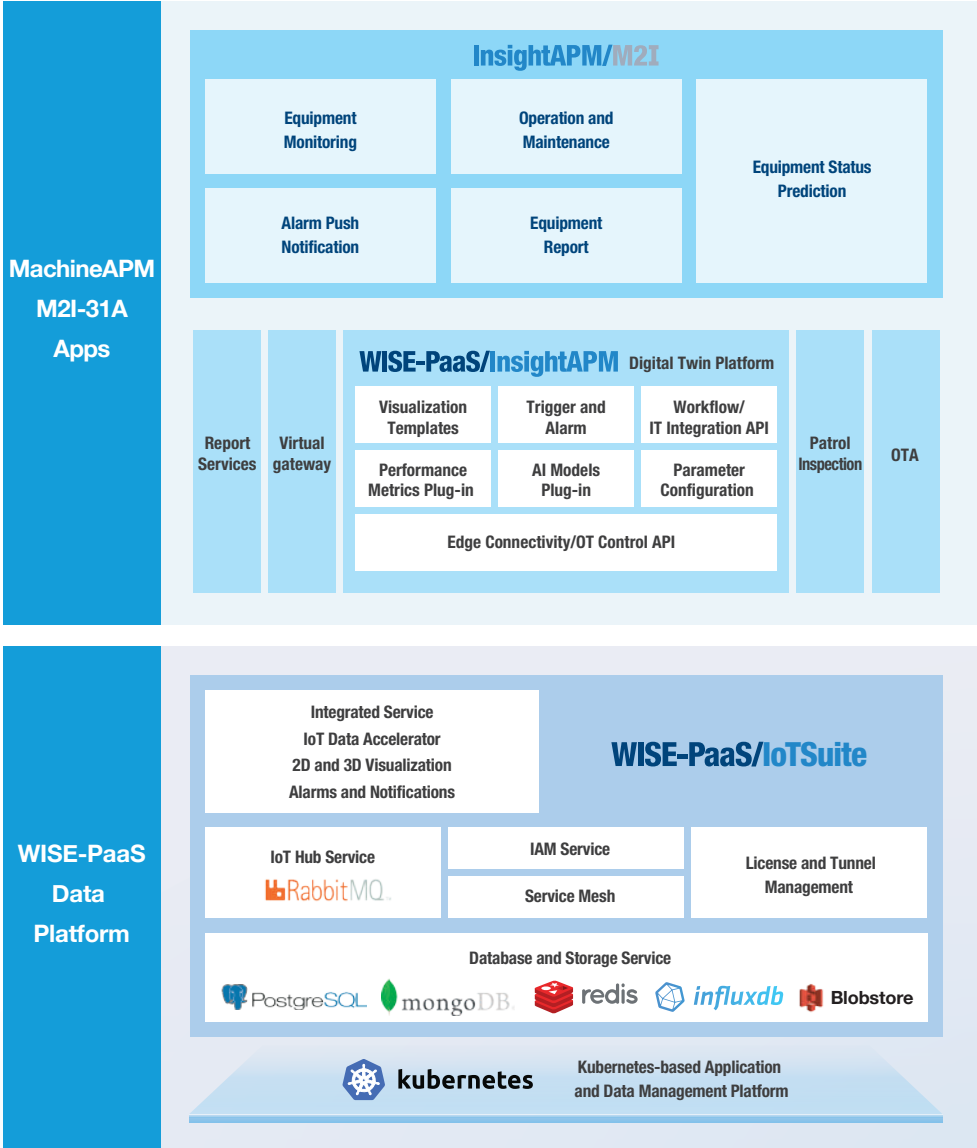 MachineAPM
M2I-31A
Apps
InsightAPM/M2I
Equipment
Monitoring
Operation and
Maintenance
Equipment Status
Prediction
Alarm Push
Notification
Equipment
Report
Report
Services
Virtual
gateway
WISE-PaaS/InsightAPM Digital Twin Platform
Visualization
Templates
Trigger and
Alarm
Workflow/
IT Integration API
Performance
Metrics Plug-in
AI Models
Plug-in
Parameter
Configuration
Edge Connectivity/OT Control API
Patrol
Inspection
OTA
WISE-PaaS
Data
Platform
Integrated Service
IoT Data Accelerator
2D and 3D Visualization
Alarms and Notifications
WISE-PaaS/IoTSuite
IoT Hub Service
RabbitMQ
IAM Service
Service Mesh
License and Tunnel
Management
Database and Storage Service
PostgreSQL
mongoDB
redis
influxdb
Blobstore
kubernetes
Kubernetes-based Application
and Data Management Platform